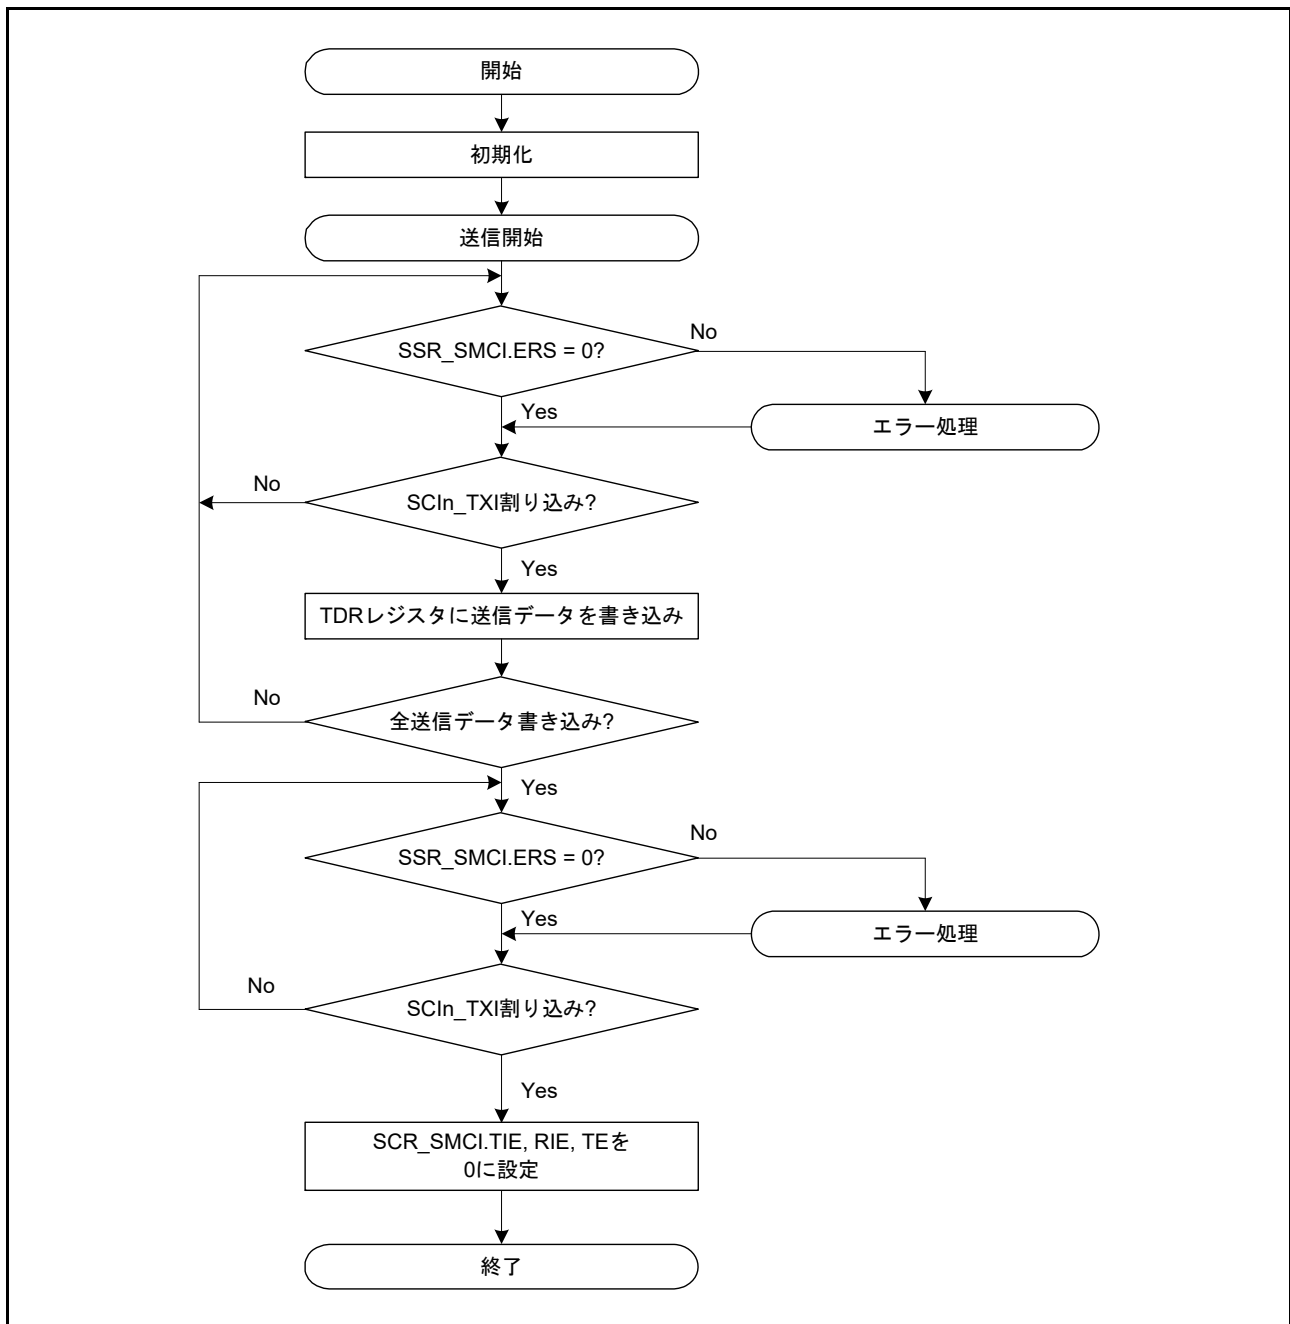 開始
初期化
送信開始
SSR_SMCI.ERS = 0?
No
Yes
エラー処理
No
SCIn_TXI割り込み?
Yes
TDRレジスタに送信データを書き込み
No
全送信データ書き込み?
Yes
SSR_SMCI.ERS = 0?
No
Yes
エラー処理
No
SCIn_TXI割り込み?
Yes
SCR_SMCI.TIE, RIE, TEを
0に設定
終了